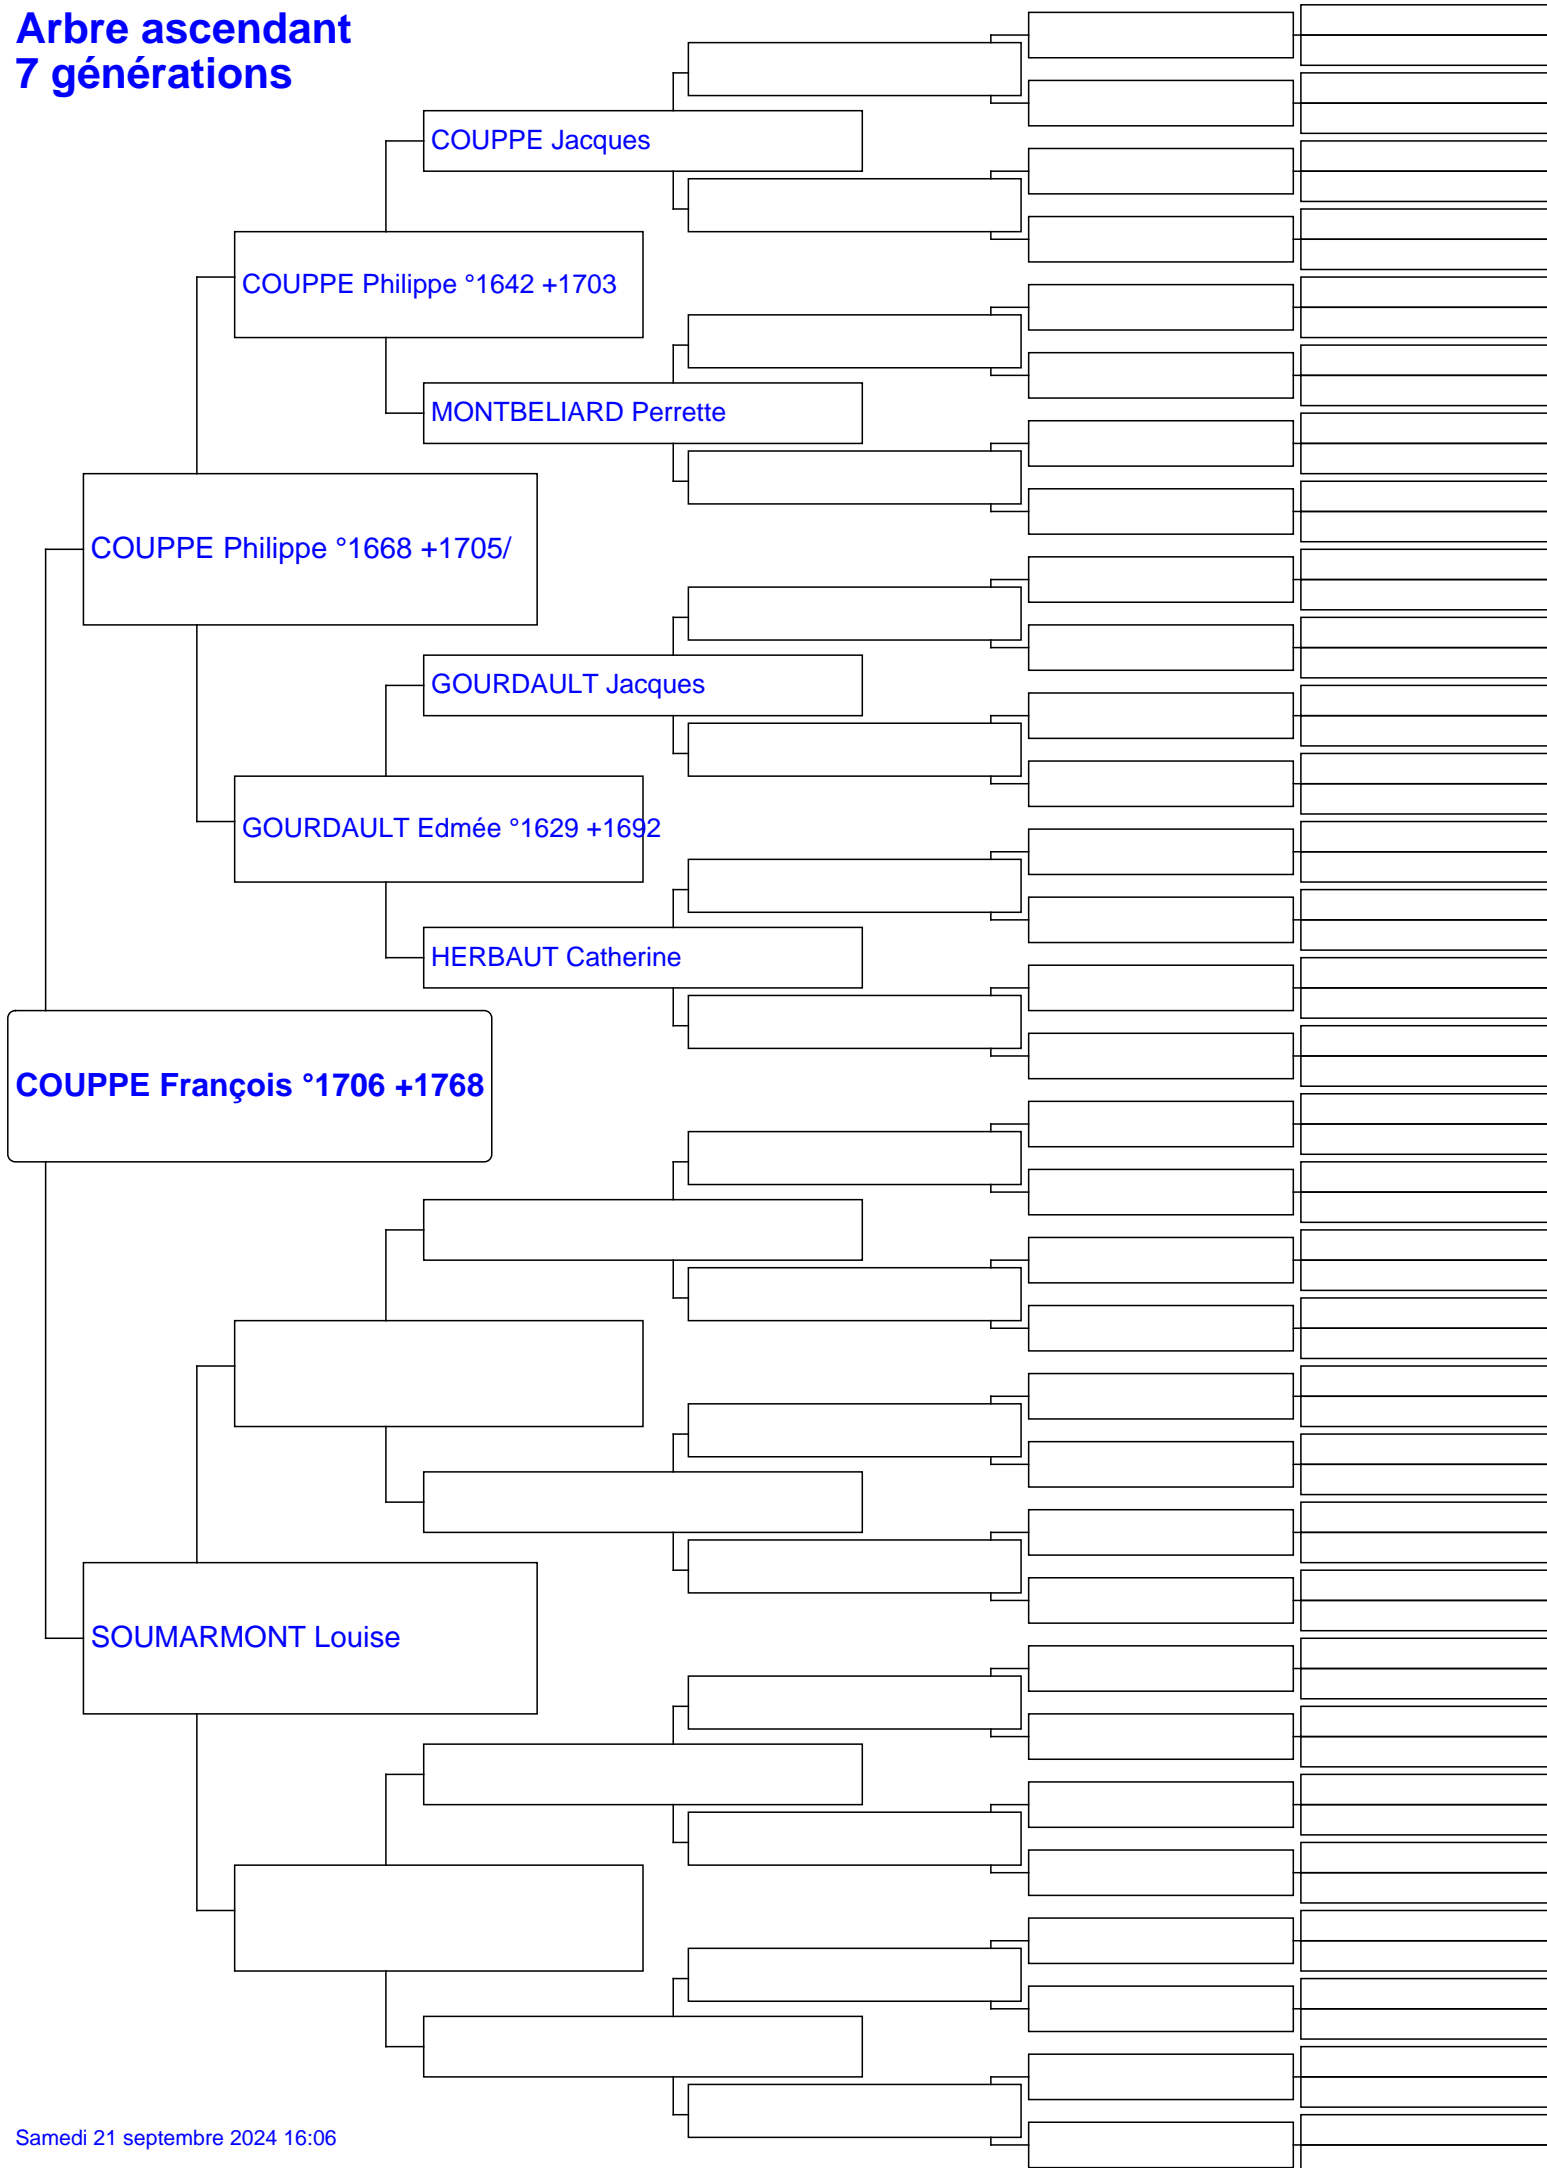 Arbre ascendant
7 générations
COUPPE Jacques
COUPPE Philippe °1642 +1703
MONTBELIARD Perrette
COUPPE Philippe °1668 +1705/
GOURDAULT Jacques
GOURDAULT Edmée °1629 +1692
HERBAUT Catherine
COUPPE François °1706 +1768
SOUMARMONT Louise
Samedi 21 septembre 2024 16:06